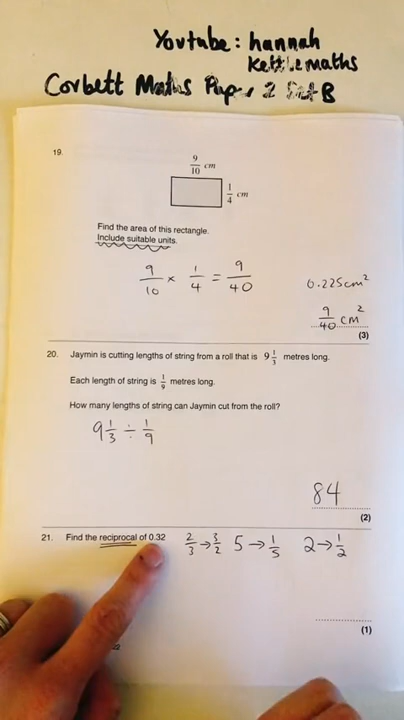 Youtube: hannah
kettlemaths
Corbett Maths Paper 2 Set B
19.
9/10 cm
1/4 cm
Find the area of this rectangle.
Include suitable units.
9/10 × 1/4 = 9/40
0.225cm²
9/40 cm²
(3)
20. Jaymin is cutting lengths of string from a roll that is 9 1/3 metres long.
Each length of string is 1/9 metres long.
How many lengths of string can Jaymin cut from the roll?
9 1/3 ÷ 1/9
84
(2)
21. Find the reciprocal of 0.32 2/3 → 3/2 5 → 1/5 2 → 1/2
(1)